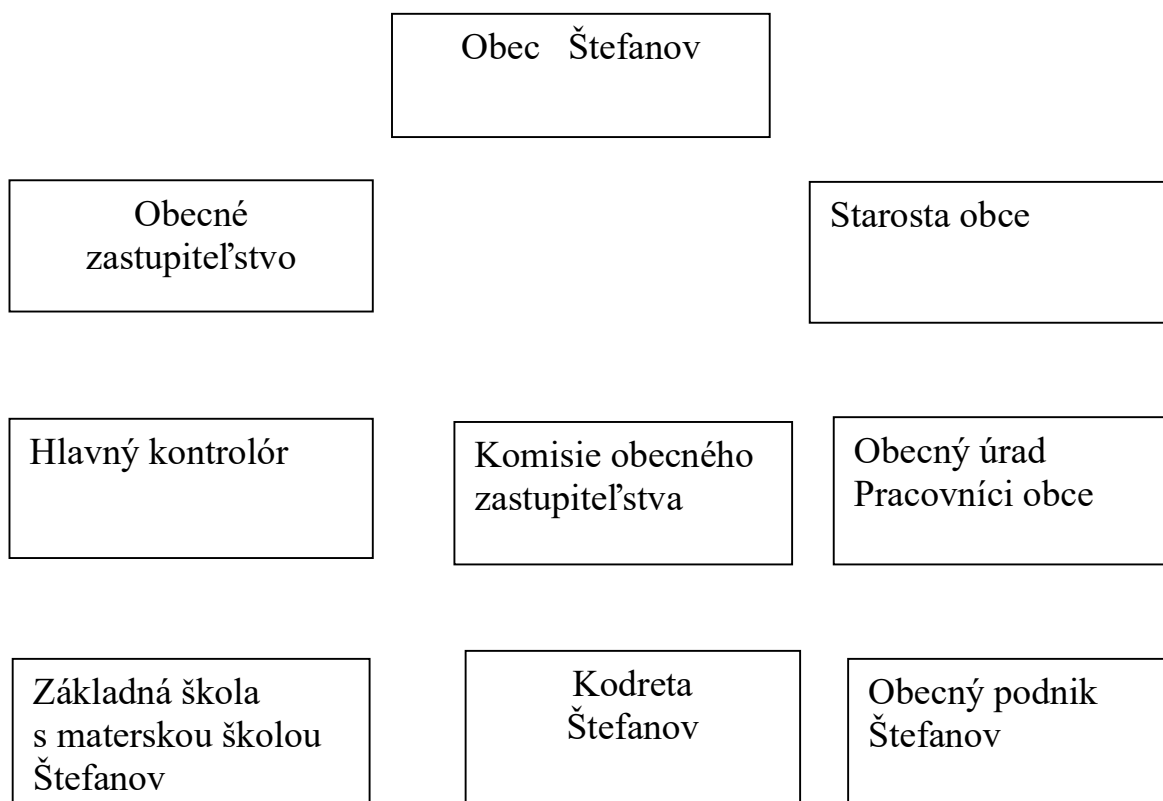 Obec Štefanov
Obecné
zastupiteľstvo
Starosta obce
Hlavný kontrolór
Komisie obecného
zastupiteľstva
Obecný úrad
Pracovníci obce
Základná škola
s materskou školou
Štefanov
Kodreta
Štefanov
Obecný podnik
Štefanov